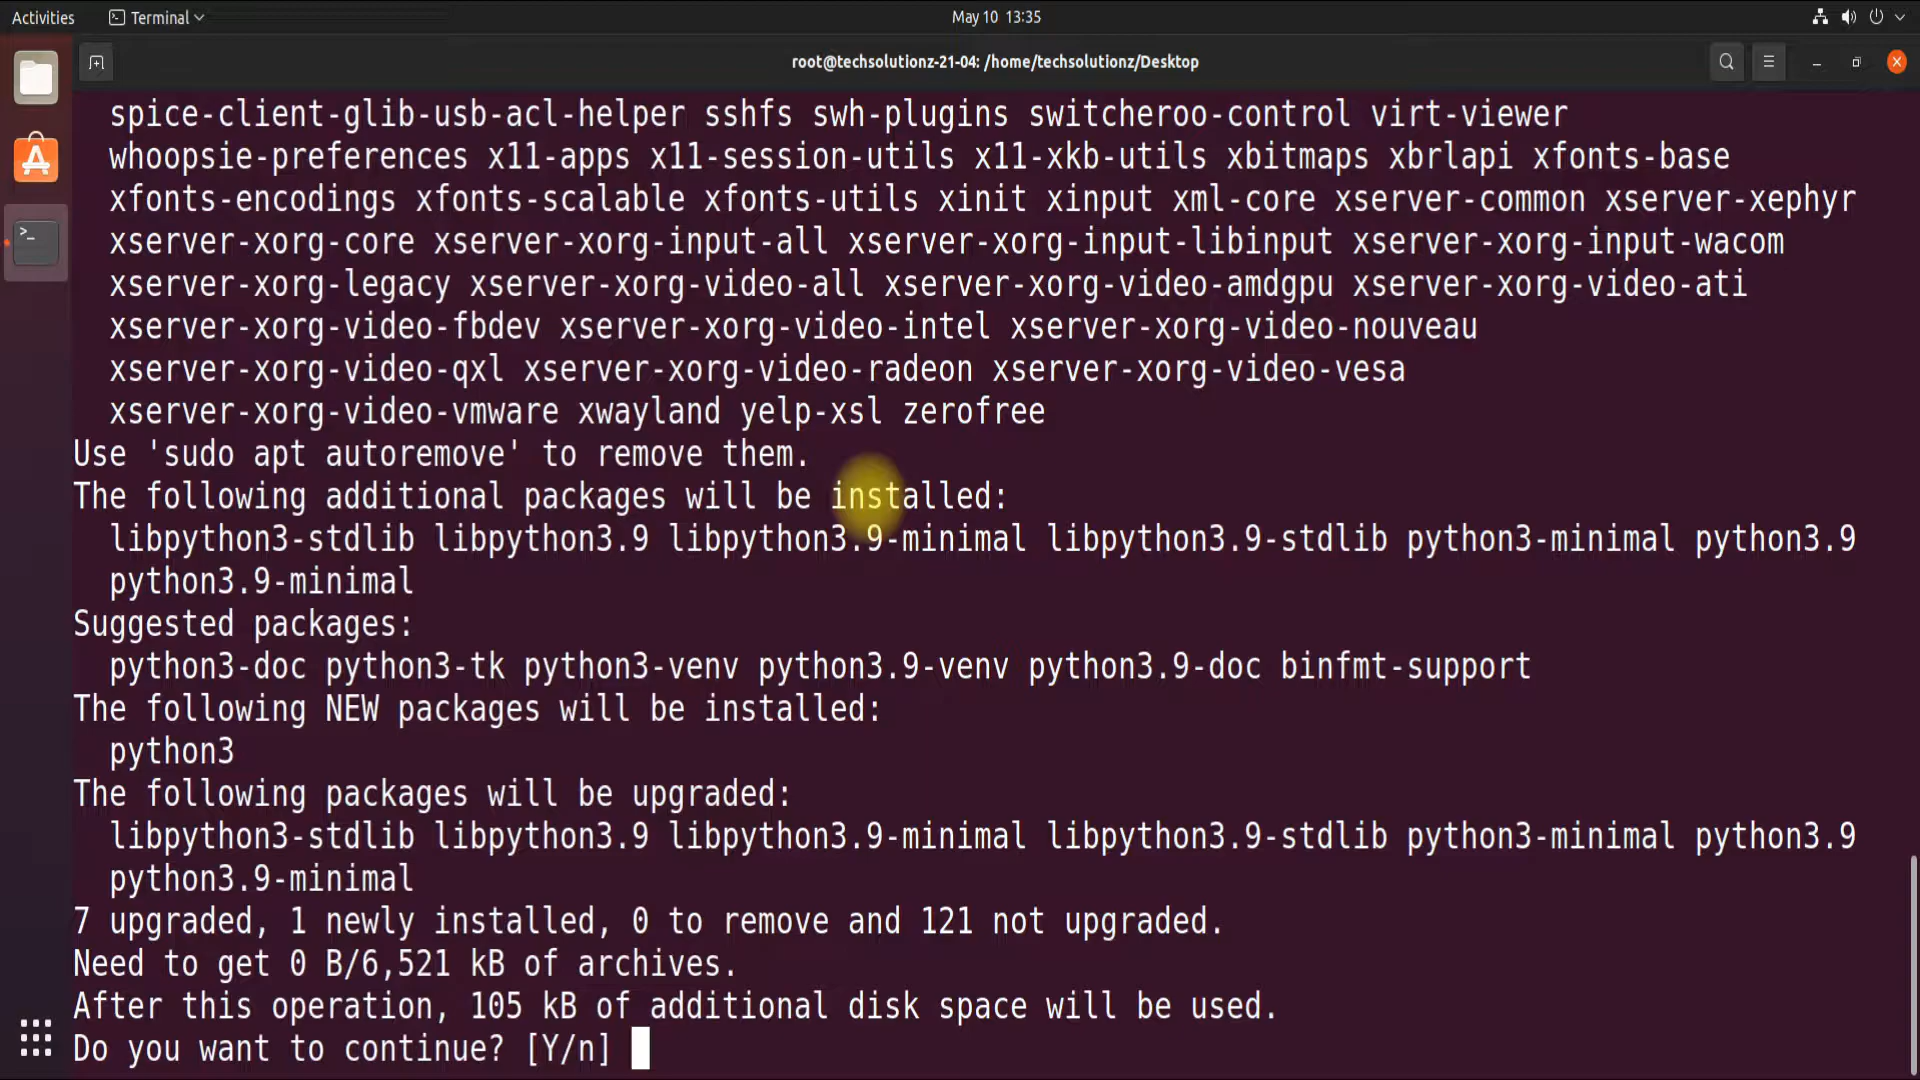 Activities
Terminal
May 10 13:35
root@techsolutionz-21-04: /home/techsolutionz/Desktop
spice-client-glib-usb-acl-helper sshfs swh-plugins switcheroo-control virt-viewer
whoopsie-preferences x11-apps x11-session-utils x11-xkb-utils xbitmaps xbrlapi xfonts-base
xfonts-encodings xfonts-scalable xfonts-utils xinit xinput xml-core xserver-common xserver-xephyr
xserver-xorg-core xserver-xorg-input-all xserver-xorg-input-libinput xserver-xorg-input-wacom
xserver-xorg-legacy xserver-xorg-video-all xserver-xorg-video-amdgpu xserver-xorg-video-ati
xserver-xorg-video-fbdev xserver-xorg-video-intel xserver-xorg-video-nouveau
xserver-xorg-video-qxl xserver-xorg-video-radeon xserver-xorg-video-vesa
xserver-xorg-video-vmware xwayland yelp-xsl zerofree
Use 'sudo apt autoremove' to remove them.
The following additional packages will be installed:
libpython3-stdlib libpython3.9 libpython3.9-minimal libpython3.9-stdlib python3-minimal python3.9
python3.9-minimal
Suggested packages:
python3-doc python3-tk python3-venv python3.9-venv python3.9-doc binfmt-support
The following NEW packages will be installed:
python3
The following packages will be upgraded:
libpython3-stdlib libpython3.9 libpython3.9-minimal libpython3.9-stdlib python3-minimal python3.9
python3.9-minimal
7 upgraded, 1 newly installed, 0 to remove and 121 not upgraded.
Need to get 0 B/6,521 kB of archives.
After this operation, 105 kB of additional disk space will be used.
Do you want to continue? [Y/n]